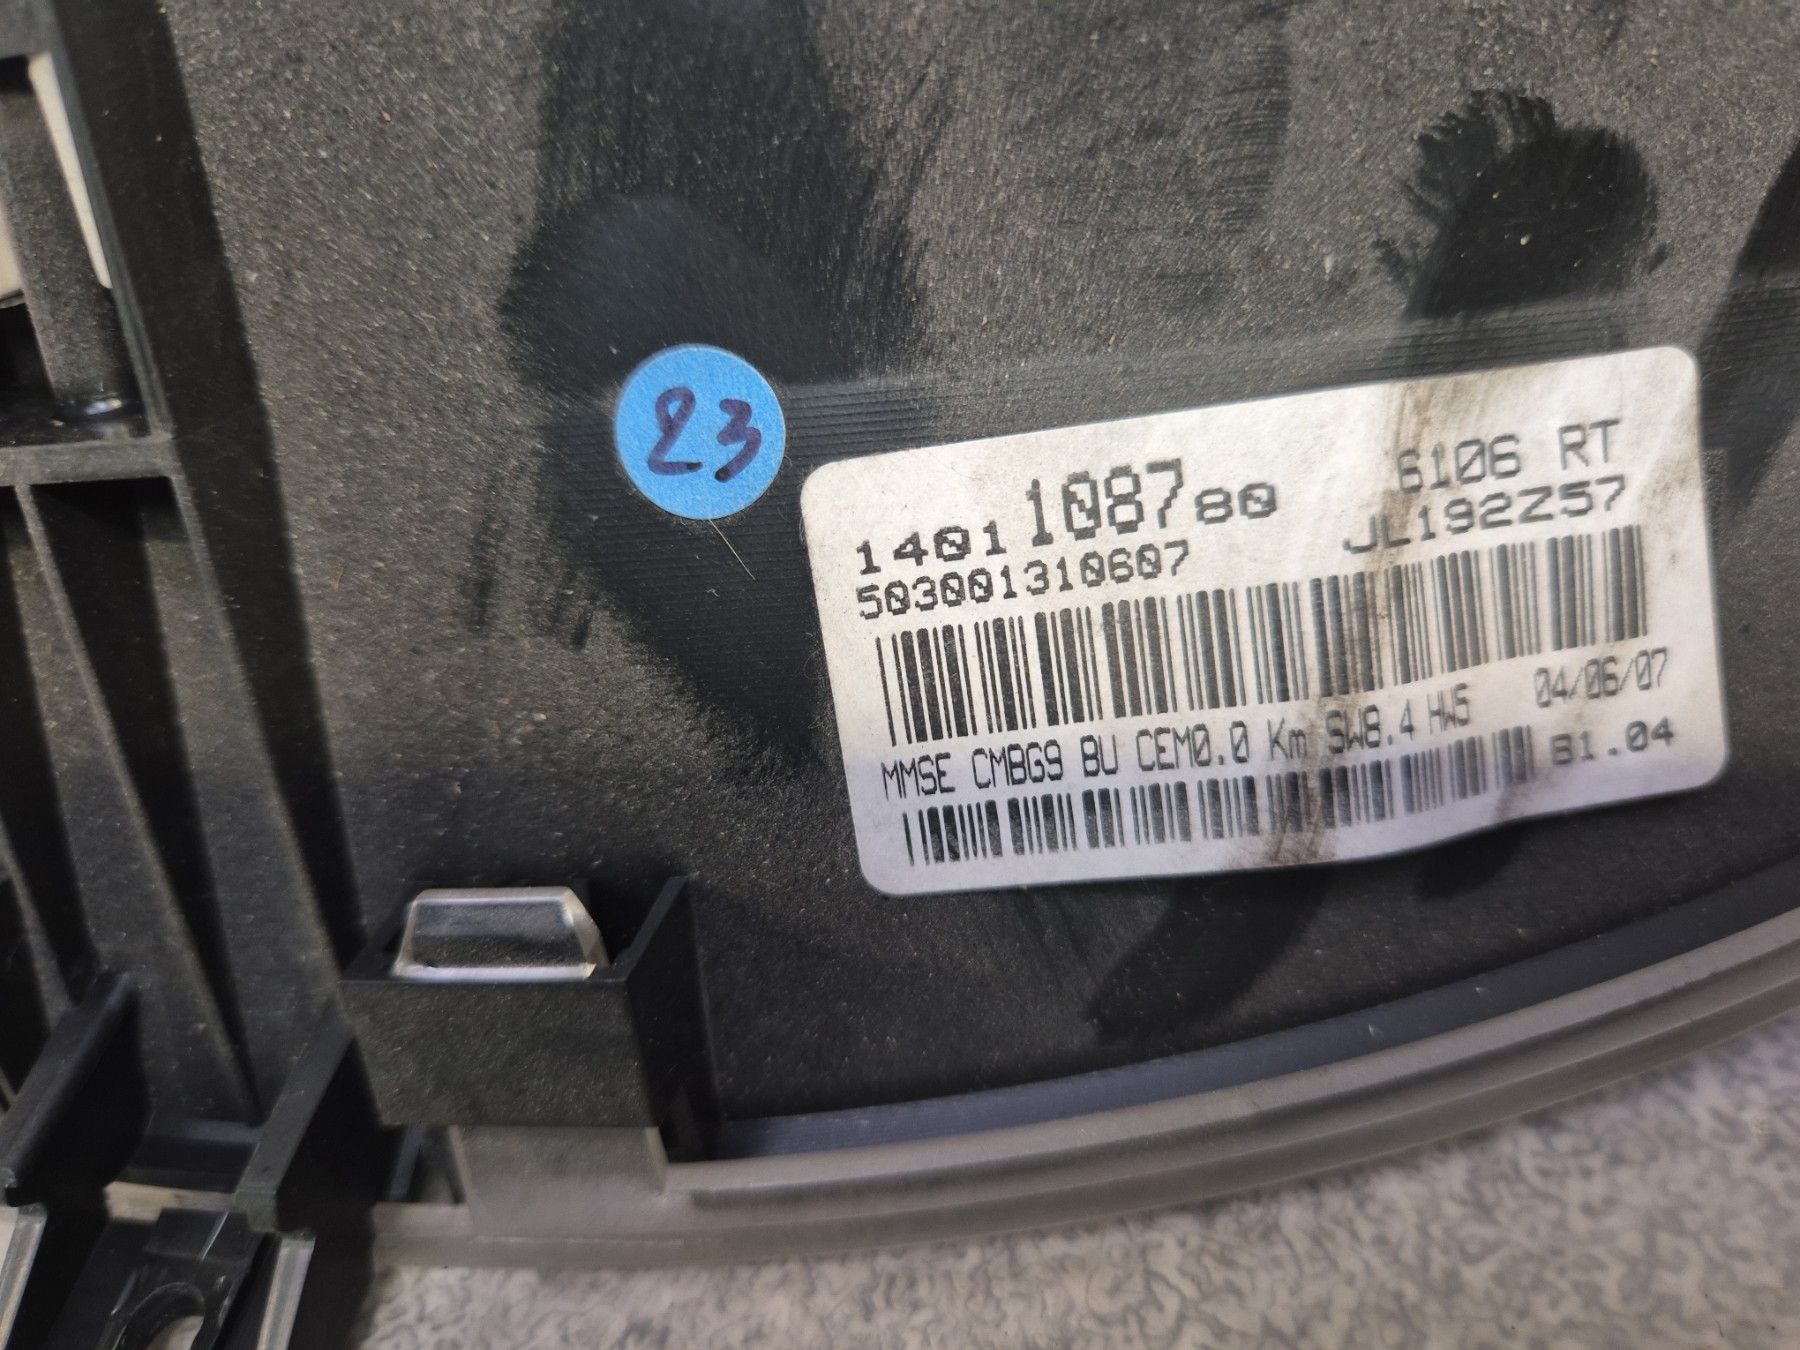 23
1401108780 6106 RT
503001310607 JL192Z57
MMSE CMBG9 BU CEM0.0 Km SW8.4 HW5 04/06/07
B1.04